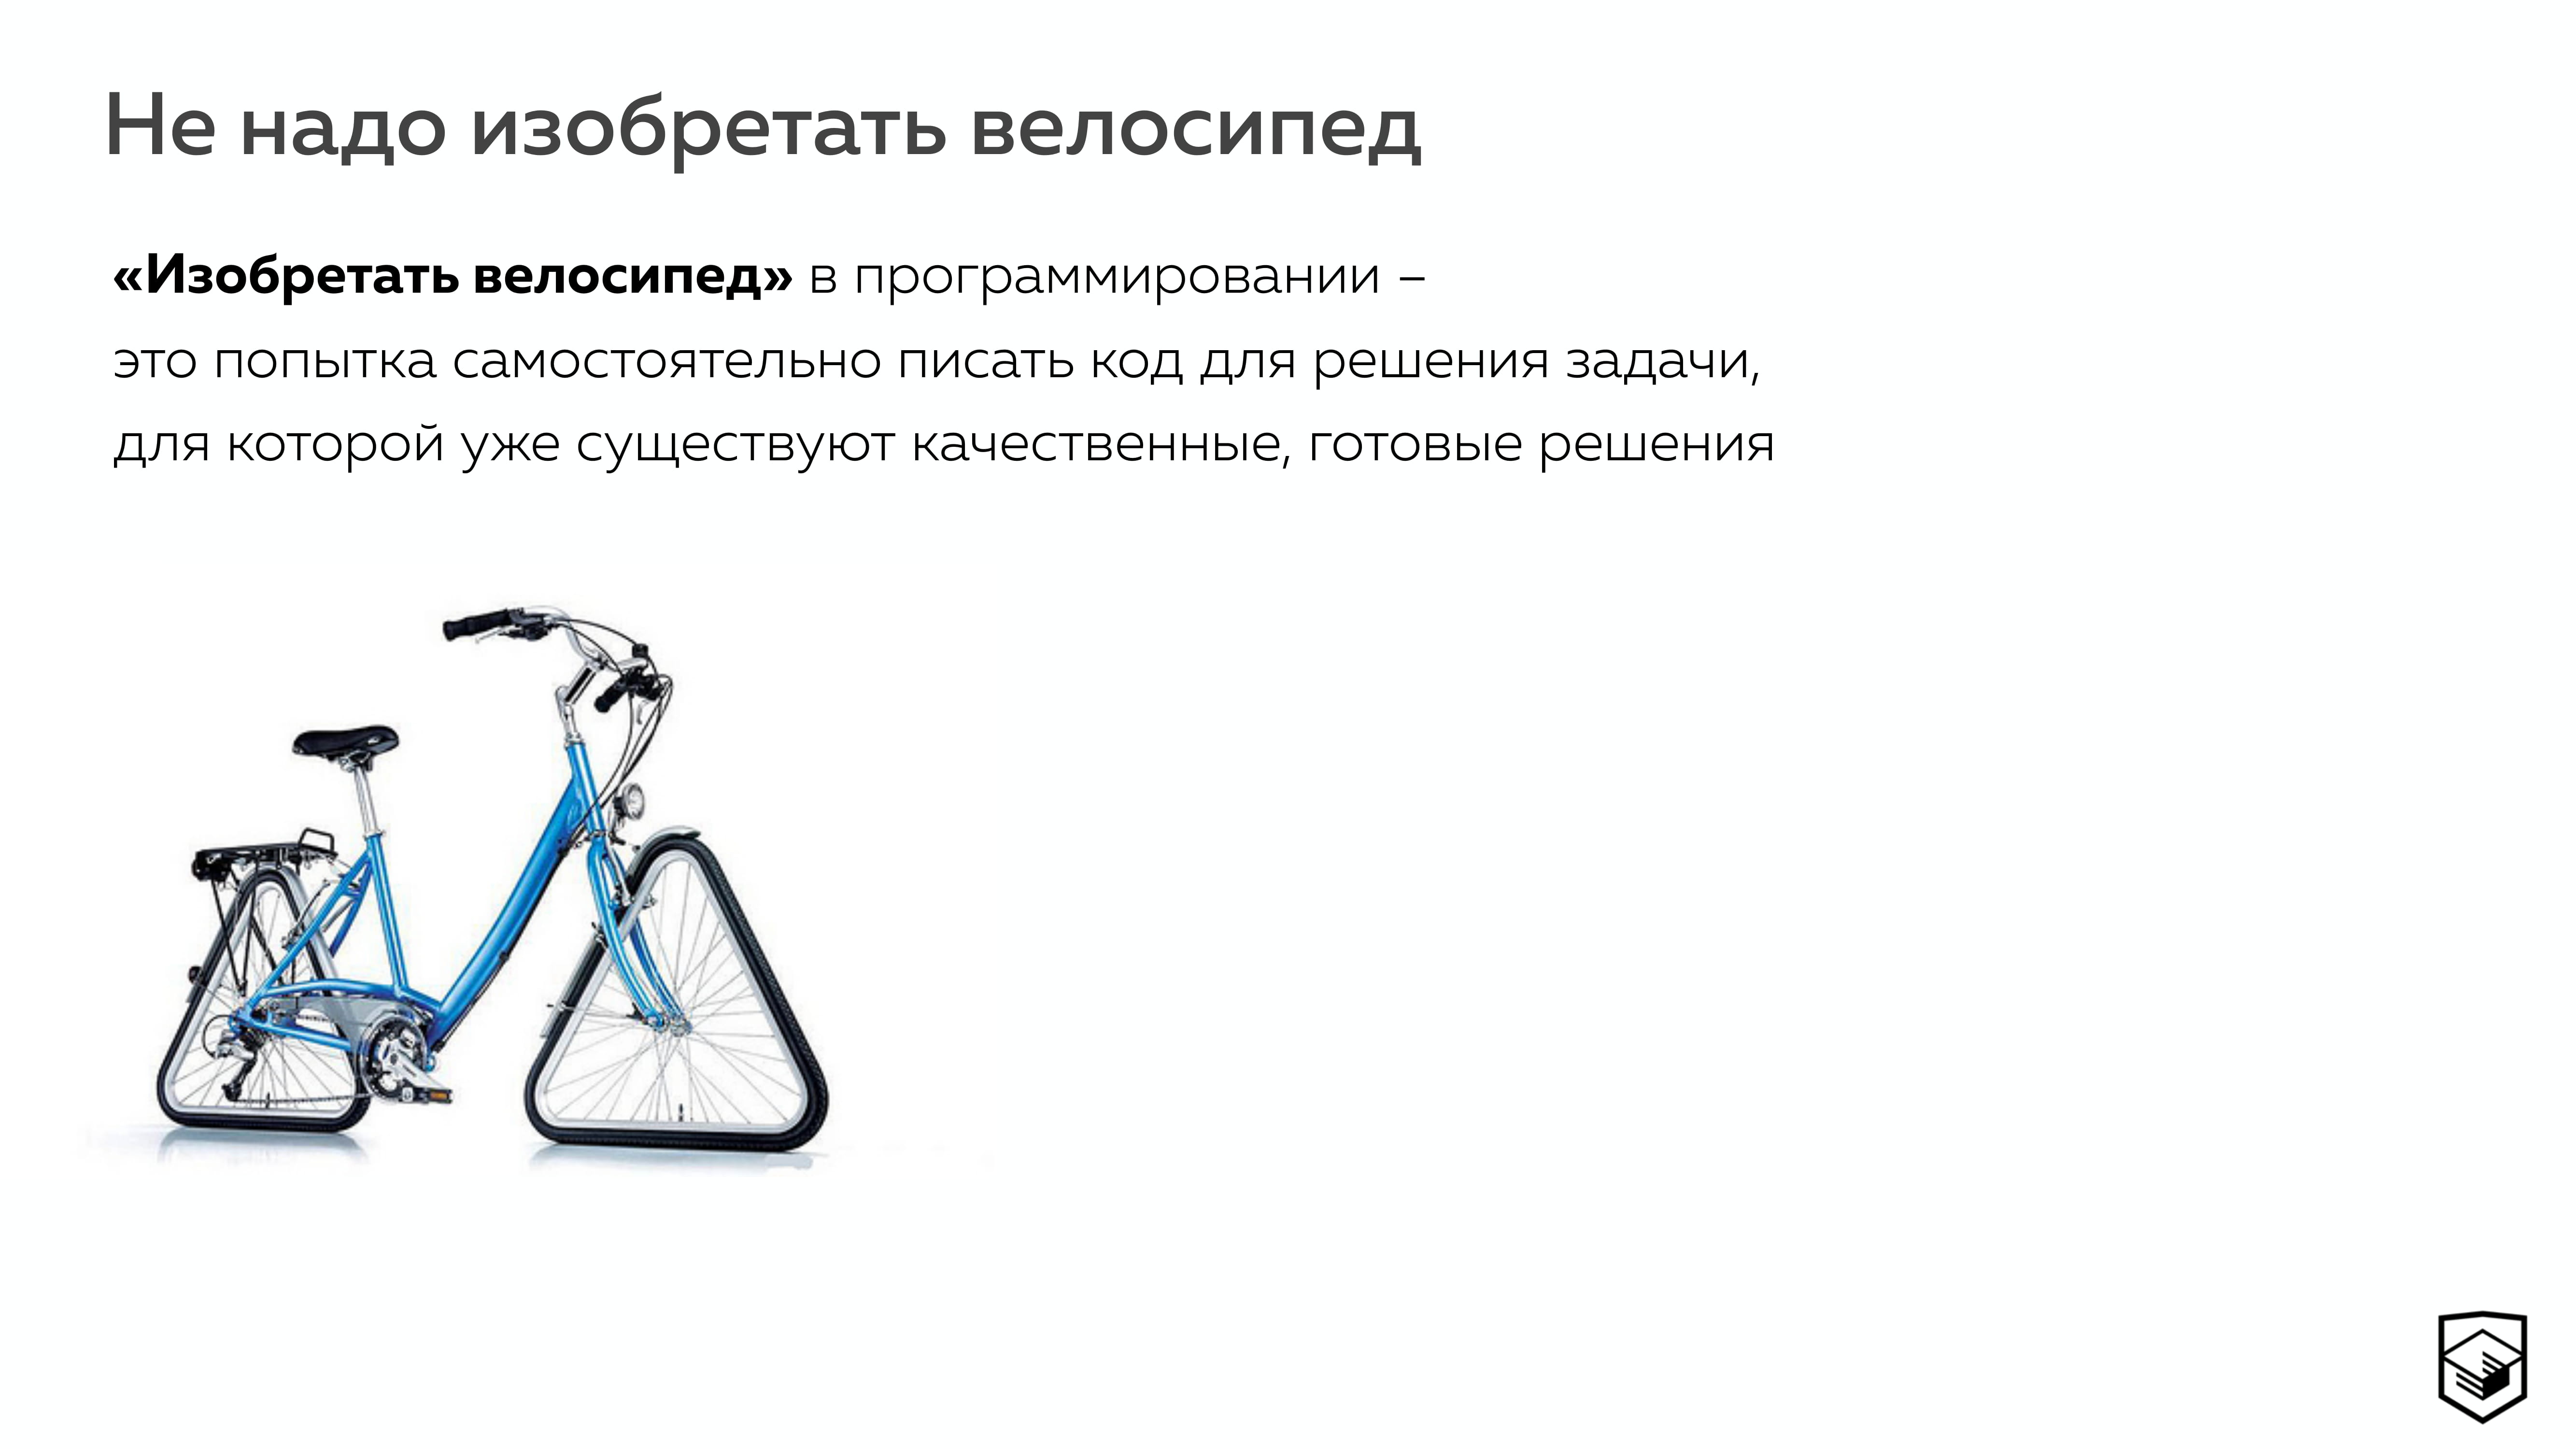 Не надо изобретать велосипед
«Изобретать велосипед» в программировании –
это попытка самостоятельно писать код для решения задачи,
для которой уже существуют качественные, готовые решения